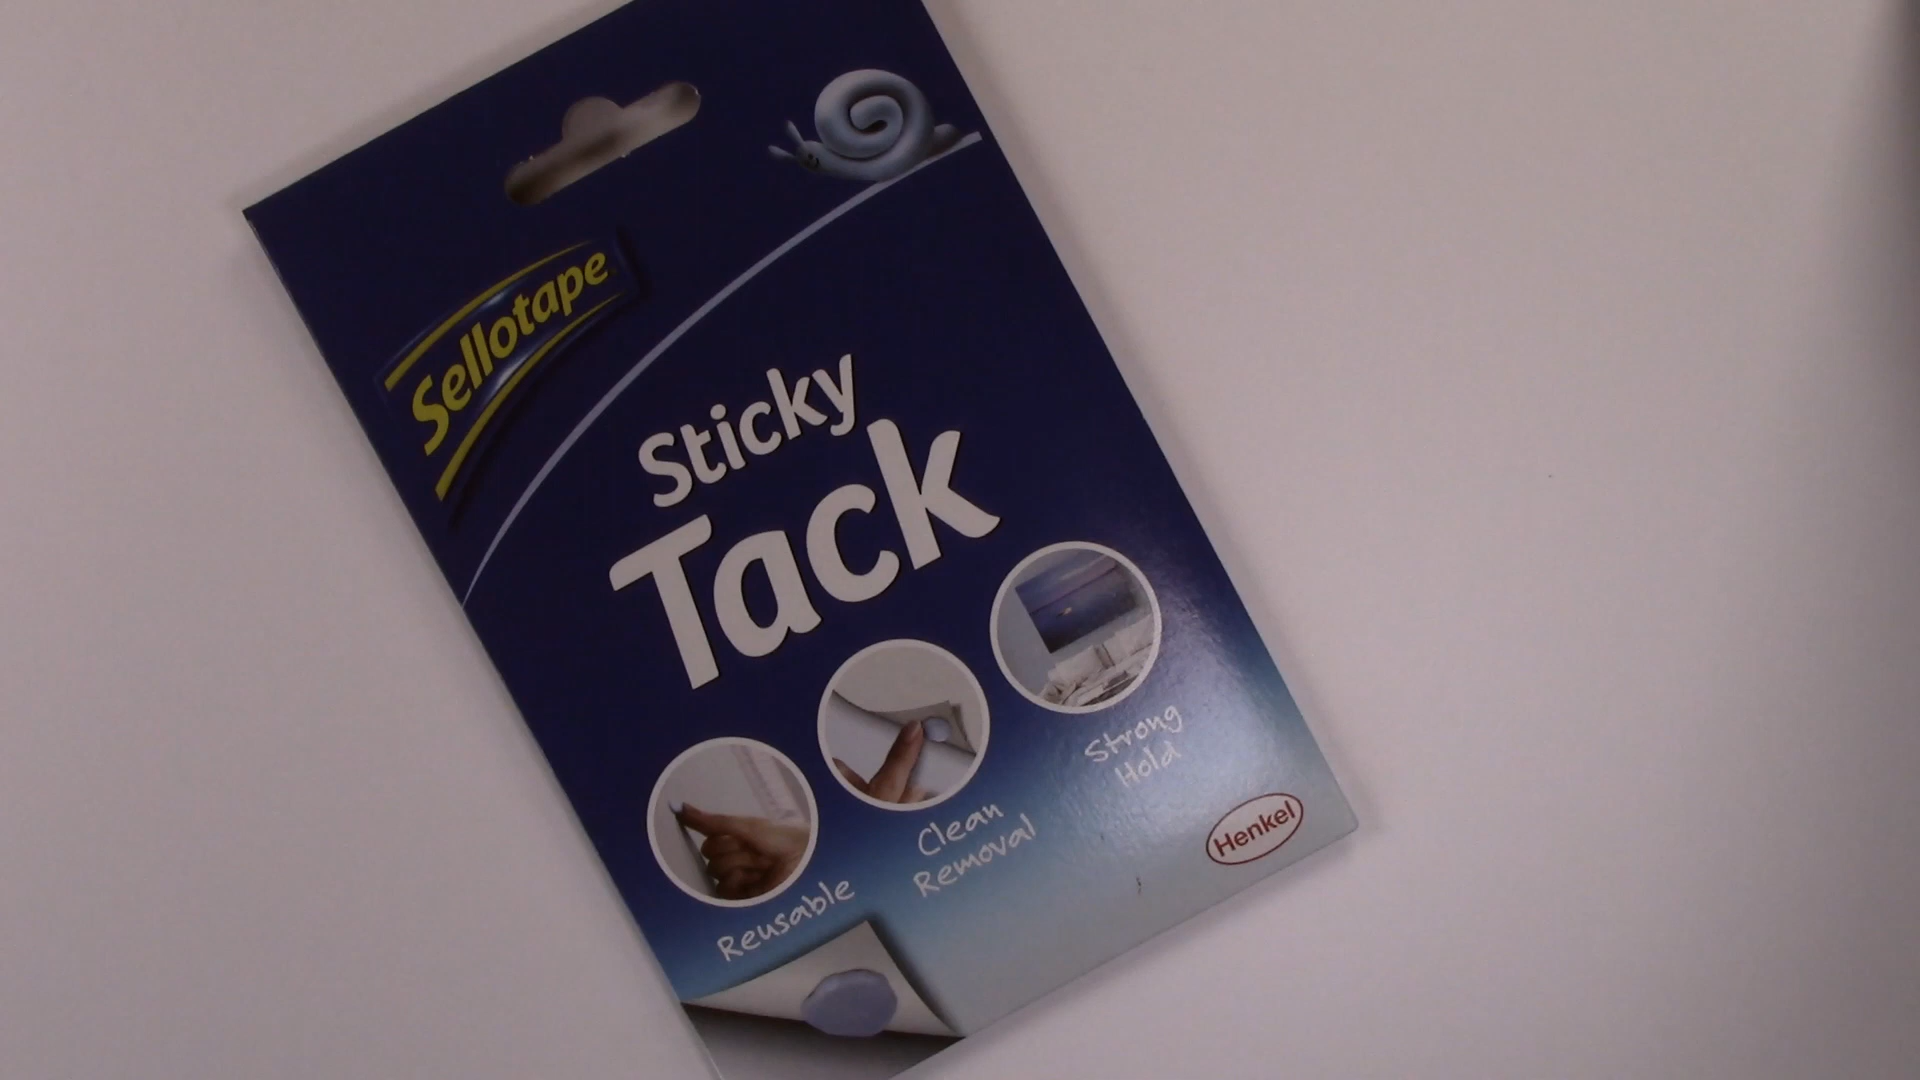 Sellotape
Sticky
Tack
Reusable
Clean
Removal
Strong
Hold
Henkel